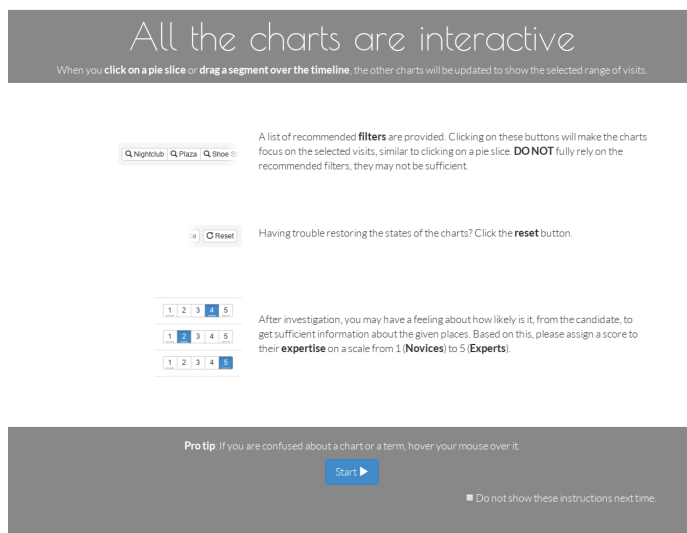 All the charts are interactive
When you click on a pie slice or drag a segment over the timeline, the other charts will be updated to show the selected range of visits.
A list of recommended filters are provided. Clicking on these buttons will make the charts
Nightclub Plaza Shoe S
focus on the selected visits, similar to clicking on a pie slice. DO NOT fully rely on the
recommended filters, they may not be sufficient.
Reset
Having trouble restoring the states of the charts? Click the reset button.
1 2 3 4 5
1 2 3 4 5
1 2 3 4 5
After investigation, you may have a feeling about how likely is it, from the candidate, to
get sufficient information about the given places. Based on this, please assign a score to
their expertise on a scale from 1 (Novices) to 5 (Experts).
Pro tip: If you are confused about a chart or a term, hover your mouse over it.
Start
Do not show these instructions next time.